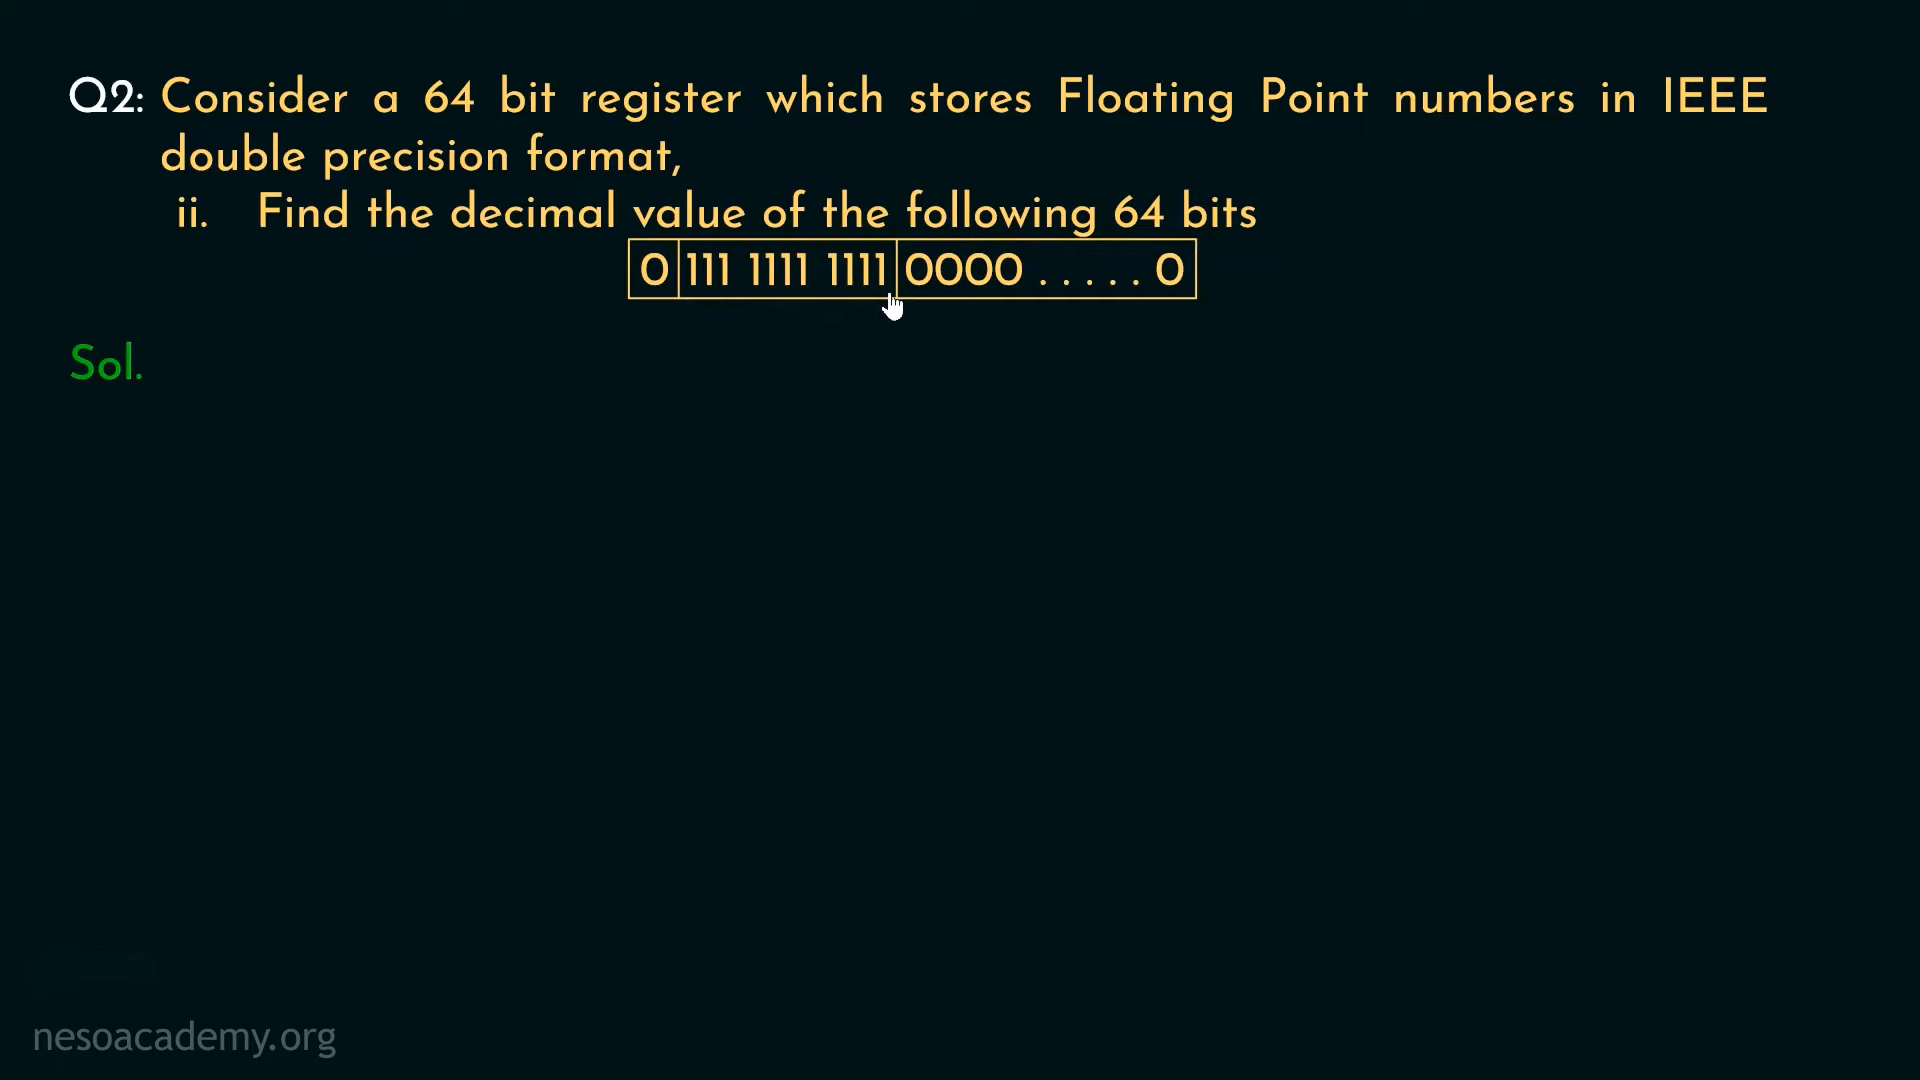 Q2: Consider a 64 bit register which stores Floating Point numbers in IEEE
double precision format,
ii. Find the decimal value of the following 64 bits
0 111 1111 1111 0000 . . . . . 0
Sol.
nesoacademy.org